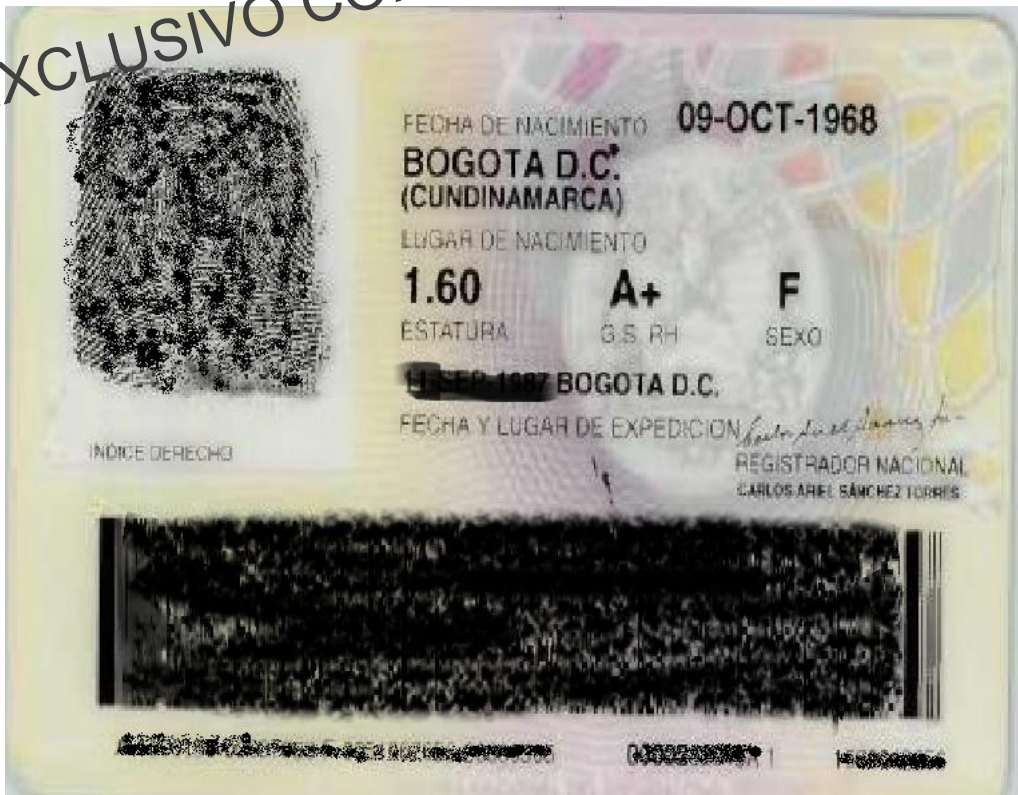 XCLUSIVO
FECHA DE NACIMIENTO 09-OCT-1968
BOGOTA D.C.
(CUNDINAMARCA)
LUGAR DE NACIMIENTO
1.60 A+ F
ESTATURA G.S. RH SEXO
BOGOTA D.C.
FECHA Y LUGAR DE EXPEDICION
INDICE DERECHO
REGISTRADOR NACIONAL
CARLOS ARIEL SÁNCHEZ TORRES